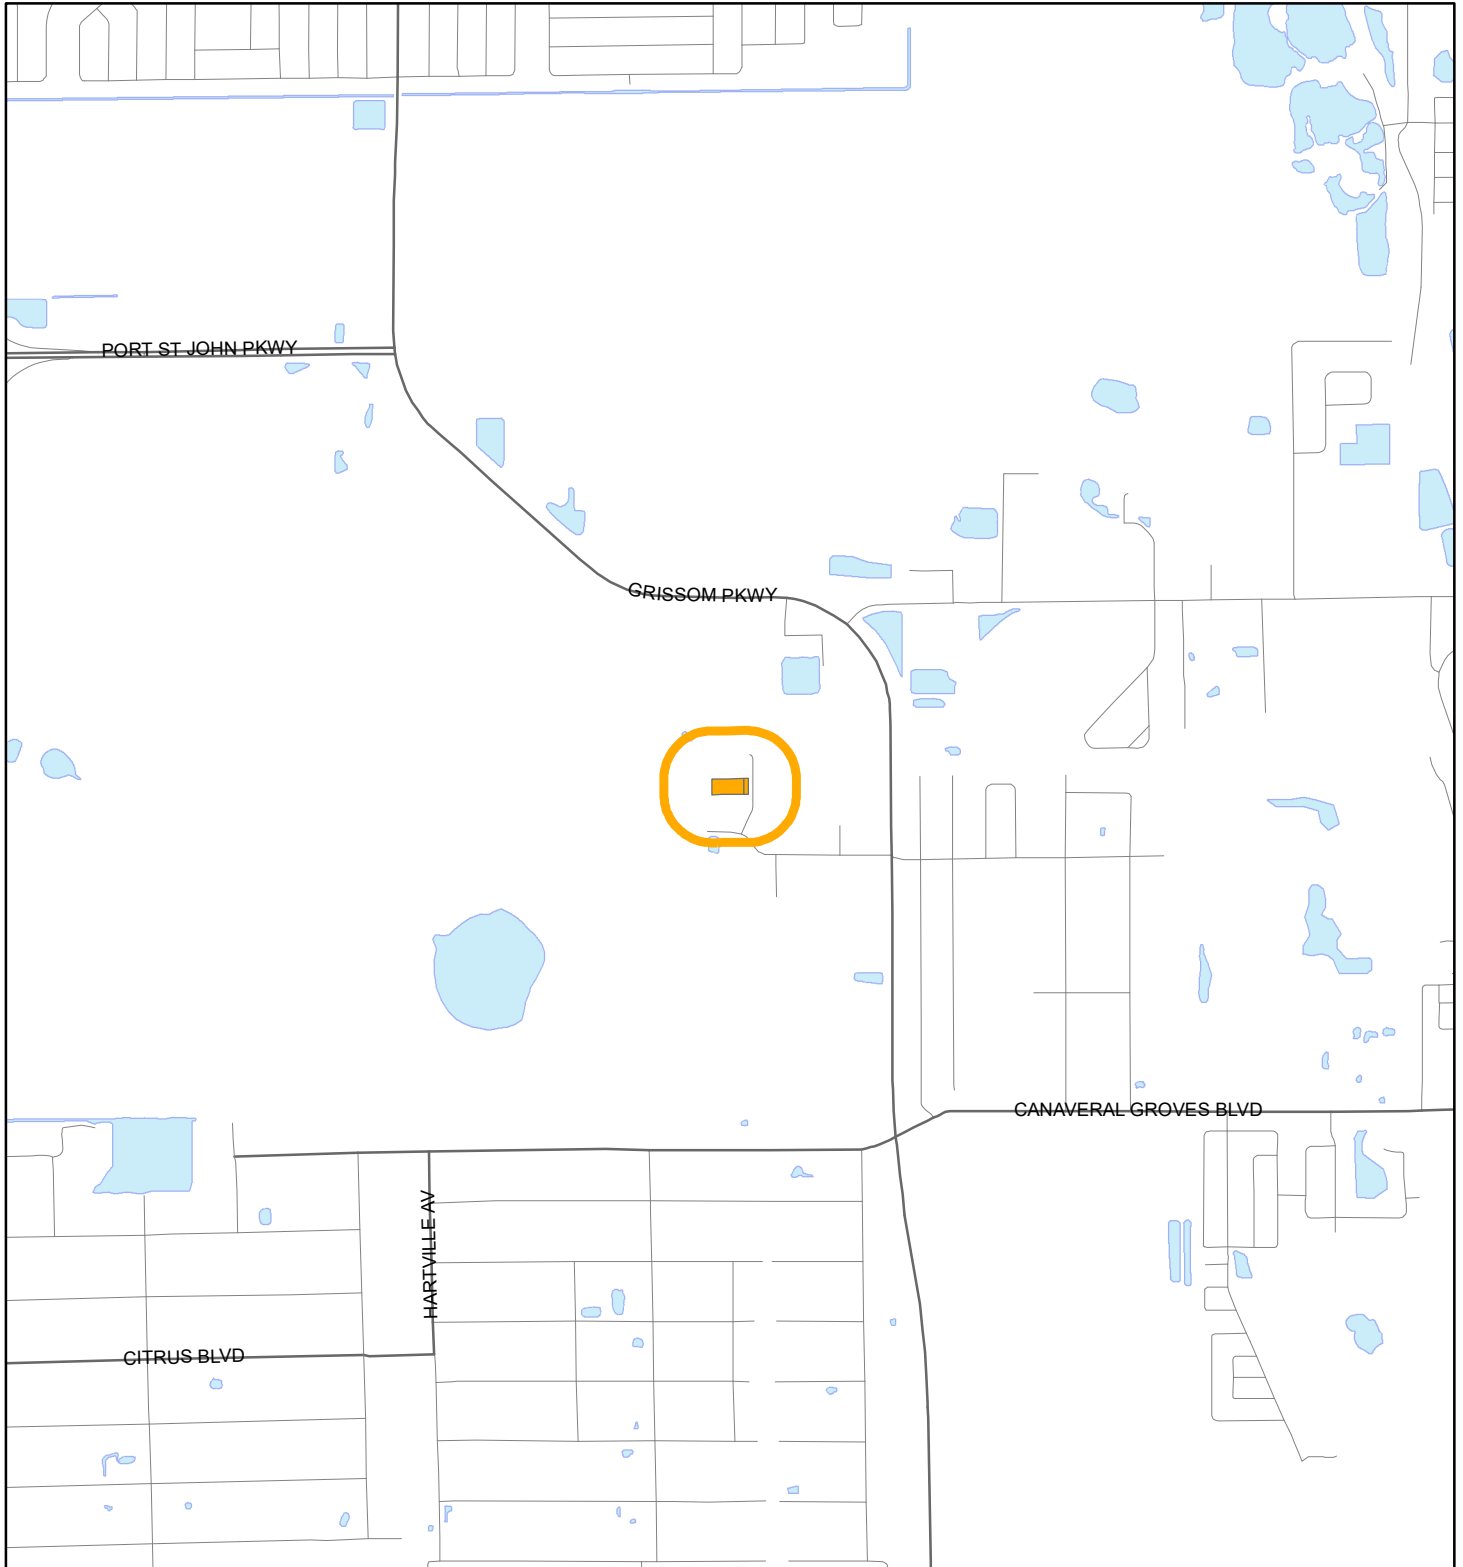 PORT ST JOHN PKWY
GRISSOM PKWY
CANAVERAL GROVES BLVD
HARTVILLE AV
CITRUS BLVD